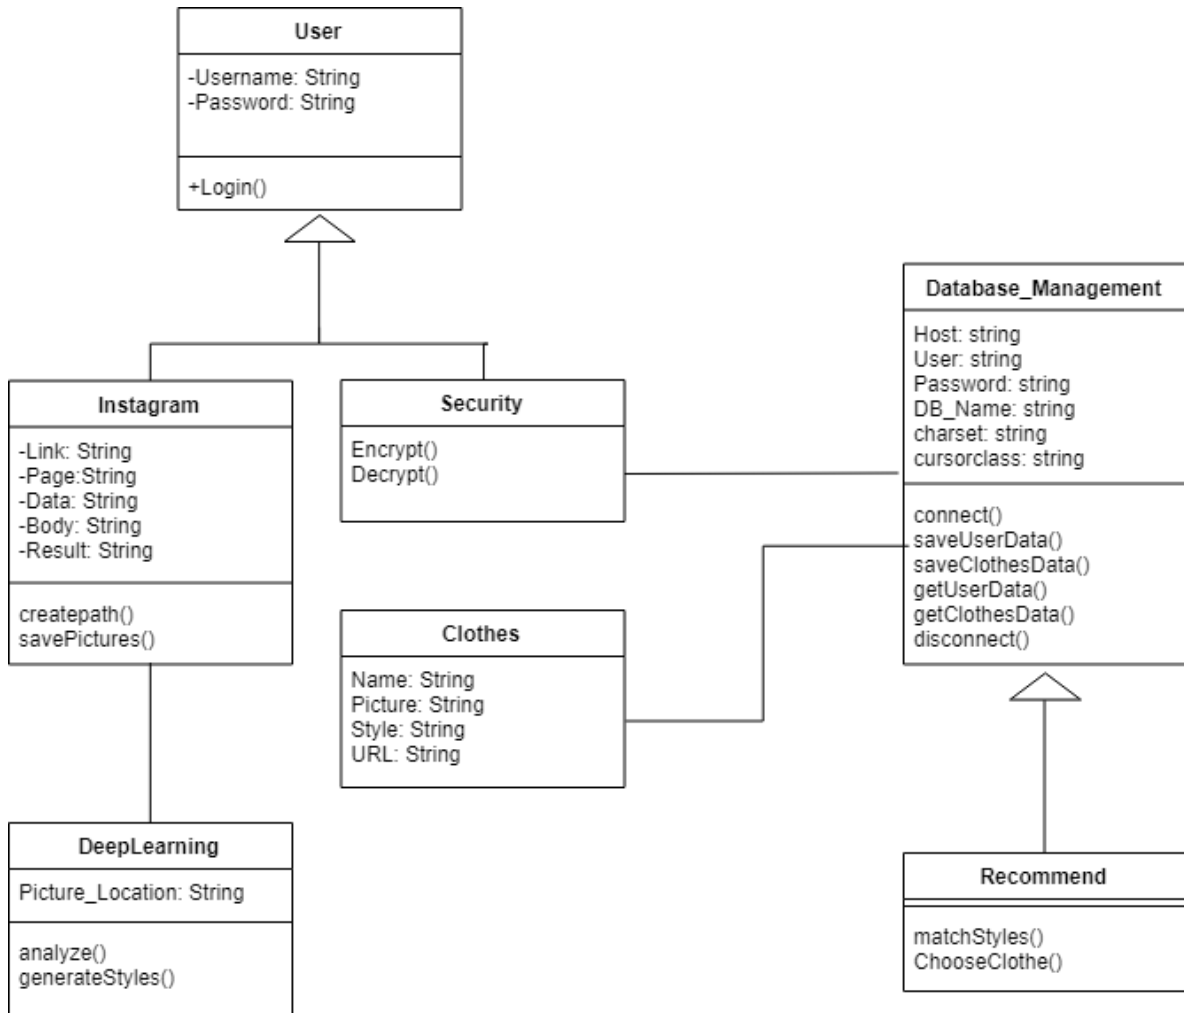 User
-Username: String
-Password: String
+Login()
Database_Management
Host: string
User: string
Password: string
DB_Name: string
charset: string
cursorclass: string
connect()
saveUserData()
saveClothesData()
getUserData()
getClothesData()
disconnect()
Instagram
-Link: String
-Page:String
-Data: String
-Body: String
-Result: String
createpath()
savePictures()
Security
Encrypt()
Decrypt()
Clothes
Name: String
Picture: String
Style: String
URL: String
DeepLearning
Picture_Location: String
analyze()
generateStyles()
Recommend
matchStyles()
ChooseClothe()